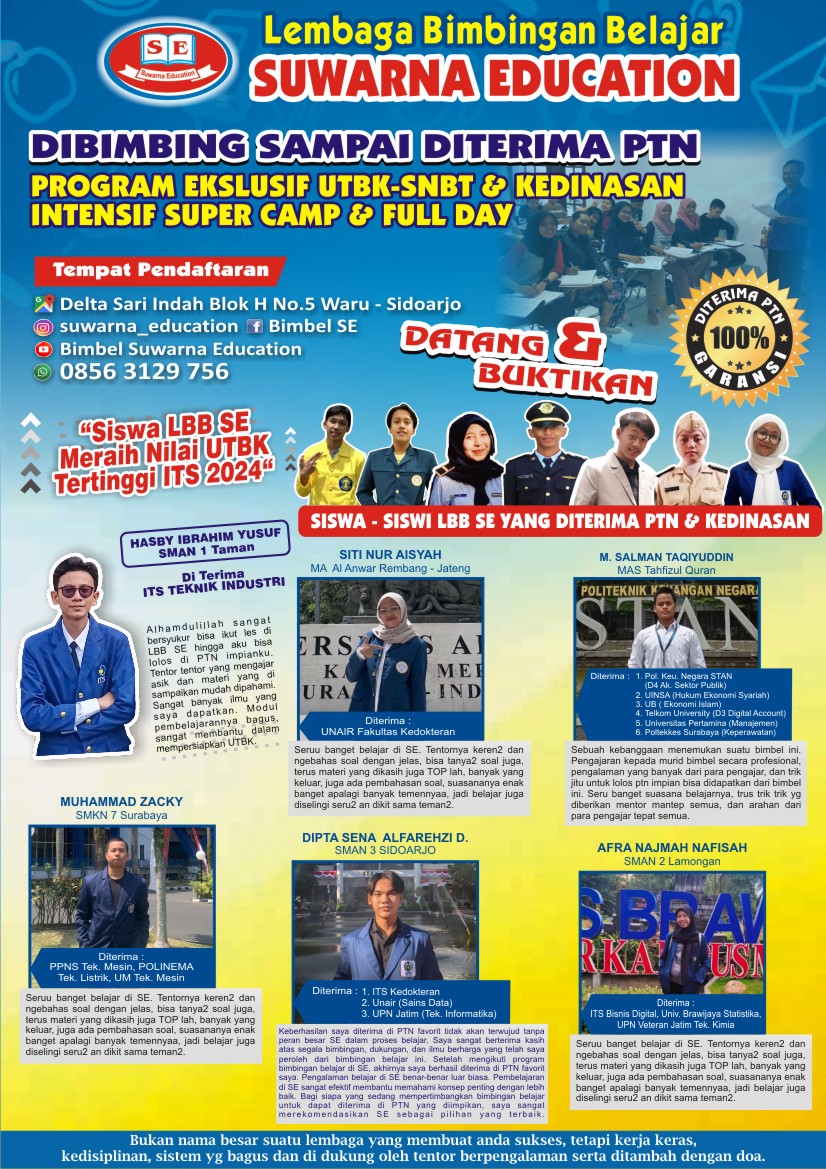 S E
Suwarna Education
Lembaga Bimbingan Belajar
SUWARNA EDUCATION
DIBIMBING SAMPAI DITERIMA PTN
PROGRAM EKSLUSIF UTBK-SNBT & KEDINASAN
INTENSIF SUPER CAMP & FULL DAY
Tempat Pendaftaran
Delta Sari Indah Blok H No.5 Waru - Sidoarjo
suwarna_education Bimbel SE
Bimbel Suwarna Education
0856 3129 756
DATANG &
BUKTIKAN
DITERIMA PTN
100%
GARANSI
“Siswa LBB SE
Meraih Nilai UTBK
Tertinggi ITS 2024“
SISWA - SISWI LBB SE YANG DITERIMA PTN & KEDINASAN
HASBY IBRAHIM YUSUF
SMAN 1 Taman
Di Terima
ITS TEKNIK INDUSTRI
Alhamdulillah sangat
bersyukur bisa ikut les di
LBB SE hingga aku bisa
lolos di PTN impianku.
Tentor tentor yang mengajar
asik dan materi yang di
sampaikan mudah dipahami.
Sangat banyak ilmu yang
saya dapatkan. Modul
pembelajarannya bagus,
sangat membantu dalam
mempersiapkan UTBK.
SITI NUR AISYAH
MA Al Anwar Rembang - Jateng
Diterima :
UNAIR Fakultas Kedokteran
Seruu banget belajar di SE. Tentornya keren2 dan
ngebahas soal dengan jelas, bisa tanya2 soal juga,
terus materi yang dikasih juga TOP lah, banyak yang
keluar, juga ada pembahasan soal, suasananya enak
banget apalagi banyak temennyaa, jadi belajar juga
diselingi seru2 an dikit sama teman2.
M. SALMAN TAQIYUDDIN
MAS Tahfizul Quran
POLITEKNIK KEUANGAN NEGARA
STAN
Diterima : 1. Pol. Keu. Negara STAN
(D4 Ak. Sektor Publik)
2. UINSA (Hukum Ekonomi Syariah)
3. UB ( Ekonomi Islam)
4. Telkom University (D3 Digital Account)
5. Universitas Pertamina (Manajemen)
6. Poltekkes Surabaya (Keperawatan)
Sebuah kebanggaan menemukan suatu bimbel ini.
Pengajaran kepada murid bimbel secara profesional,
pengalaman yang banyak dari para pengajar, dan trik
jitu untuk lolos ptn impian bisa didapatkan dari bimbel
ini. Seru banget suasana belajarnya, trus trik trik yg
diberikan mentor mantep semua, dan arahan dari
para pengajar tepat semua.
MUHAMMAD ZACKY
SMKN 7 Surabaya
Diterima :
PPNS Tek. Mesin, POLINEMA
Tek. Listrik, UM Tek. Mesin
Seruu banget belajar di SE. Tentornya keren2 dan
ngebahas soal dengan jelas, bisa tanya2 soal juga,
terus materi yang dikasih juga TOP lah, banyak yang
keluar, juga ada pembahasan soal, suasananya enak
banget apalagi banyak temennyaa, jadi belajar juga
diselingi seru2 an dikit sama teman2.
DIPTA SENA ALFAREHZI D.
SMAN 3 SIDOARJO
Diterima : 1. ITS Kedokteran
2. Unair (Sains Data)
3. UPN Jatim (Tek. Informatika)
Keberhasilan saya diterima di PTN favorit tidak akan terwujud tanpa
peran besar SE dalam proses belajar. Saya sangat berterima kasih
atas segala bimbingan, dukungan, dan ilmu berharga yang telah saya
peroleh dari bimbingan belajar ini. Setelah mengikuti program
bimbingan belajar di SE, akhirnya saya berhasil diterima di PTN favorit
saya. Pengalaman belajar di SE benar-benar luar biasa. Pembelajaran
di SE sangat efektif membantu memahami konsep penting dengan lebih
baik. Bagi siapa yang sedang mempertimbangkan bimbingan belajar
untuk dapat diterima di PTN yang diimpikan, saya sangat
merekomendasikan SE sebagai pilihan yang terbaik.
AFRA NAJMAH NAFISAH
SMAN 2 Lamongan
S BRAW
Diterima :
ITS Bisnis Digital, Univ. Brawijaya Statistika,
UPN Veteran Jatim Tek. Kimia
Seruu banget belajar di SE. Tentornya keren2 dan
ngebahas soal dengan jelas, bisa tanya2 soal juga,
terus materi yang dikasih juga TOP lah, banyak yang
keluar, juga ada pembahasan soal, suasananya enak
banget apalagi banyak temennyaa, jadi belajar juga
diselingi seru2 an dikit sama teman2.
Bukan nama besar suatu lembaga yang membuat anda sukses, tetapi kerja keras,
kedisiplinan, sistem yg bagus dan di dukung oleh tentor berpengalaman serta ditambah dengan doa.